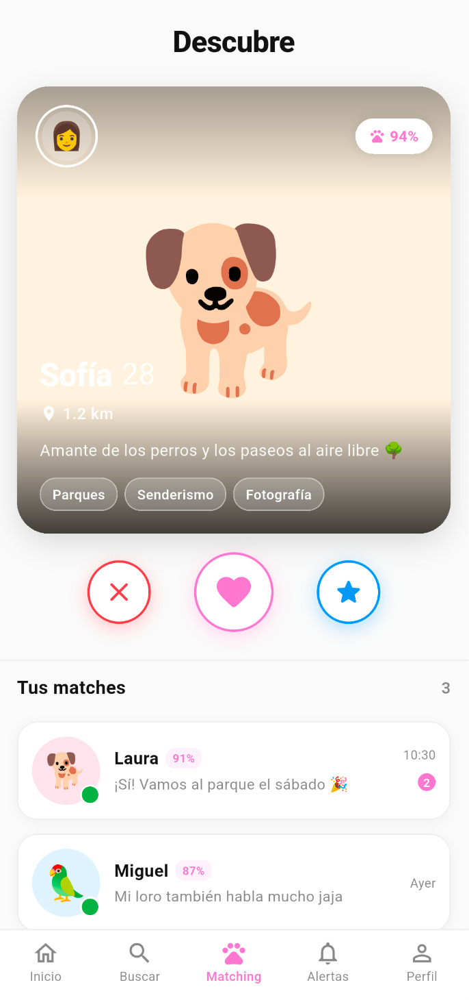 Descubre
94%
Sofía 28
1.2 km
Amante de los perros y los paseos al aire libre 🌳
Parques Senderismo Fotografía
Tus matches 3
Laura 91% 10:30
¡Sí! Vamos al parque el sábado 🎉 2
Miguel 87% Ayer
Mi loro también habla mucho jaja
Inicio Buscar Matching Alertas Perfil